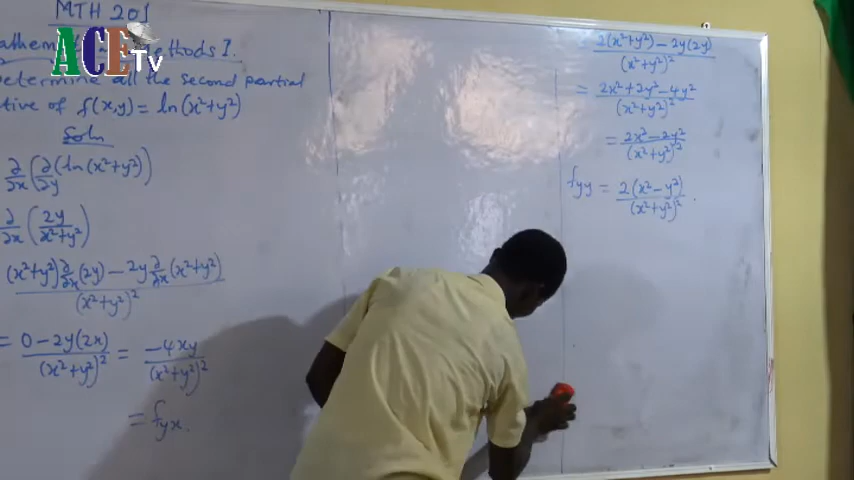 MTH 201
athemat Methods I.
ACE TV
etermine all the second partial
tive of f(x,y) = ln(x²+y²)
Soln
∂/∂x (∂/∂y (ln(x²+y²))
∂/∂x (2y/(x²+y²))
((x²+y²) ∂/∂x (2y) − 2y ∂/∂x (x²+y²))/(x²+y²)²
= (0 − 2y(2x))/(x²+y²)² = −4xy/(x²+y²)²
= fyx.
= (2(x²+y²) − 2y(2y))/(x²+y²)²
= (2x²+2y²−4y²)/(x²+y²)²
= (2x²−2y²)/(x²+y²)²
fyy = 2(x²−y²)/(x²+y²)².